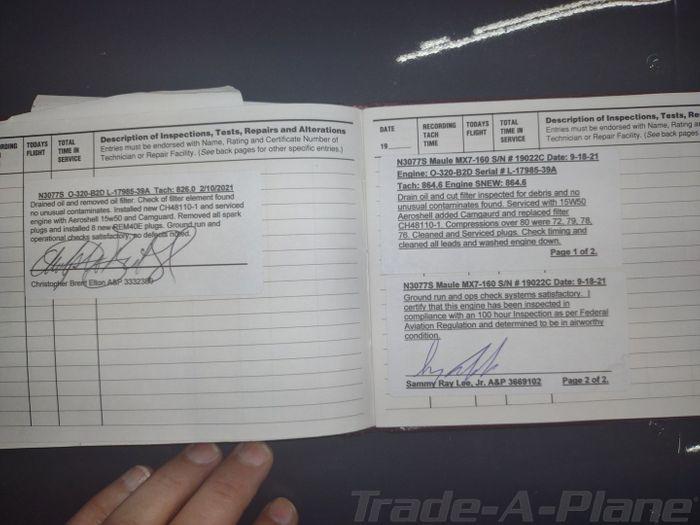 RDING
TODAYS FLIGHT
TOTAL TIME IN SERVICE
Description of Inspections, Tests, Repairs and Alterations
Entries must be endorsed with Name, Rating and Certificate Number of
Technician or Repair Facility. (See back pages for other specific entries.)
N3077S O-320-B2D L-17985-39A Tach: 826.0 2/10/2021
Drained oil and removed oil filter. Check of filter element found
no unusual contaminates. Installed new CH48110-1 and serviced
engine with Aeroshell 15w50 and Camguard. Removed all spark
plugs and installed 8 new REM40E plugs. Ground run and
operational checks satisfactory, no defects noted.
Christopher Brent Elton A&P
DATE
19
RECORDING TACH TIME
TODAYS FLIGHT
TOTAL TIME IN SERVICE
Description of Inspections, Tests, Rep
Entries must be endorsed with Name, Rating an
Technician or Repair Facility. (See back pages
N3077S Maule MX7-160 S/N # 19022C Date: 9-18-21
Engine: O-320-B2D Serial # L-17985-39A
Tach: 864.6 Engine SNEW: 864.6
Drain oil and cut filter inspected for debris and no
unusual contaminates found. Serviced with 15W50
Aeroshell added Camgaurd and replaced filter
CH48110-1. Compressions over 80 were 72, 79, 78,
76. Cleaned and Serviced plugs. Check timing and
cleaned all leads and washed engine down.
Page 1 of 2.
N3077S Maule MX7-160 S/N # 19022C Date: 9-18-21
Ground run and ops check systems satisfactory. I
certify that this engine has been inspected in
compliance with an 100 hour Inspection as per Federal
Aviation Regulation and determined to be in airworthy
condition.
Sammy Ray Lee, Jr. A&P 3669102 Page 2 of 2.
Trade-A-Plane